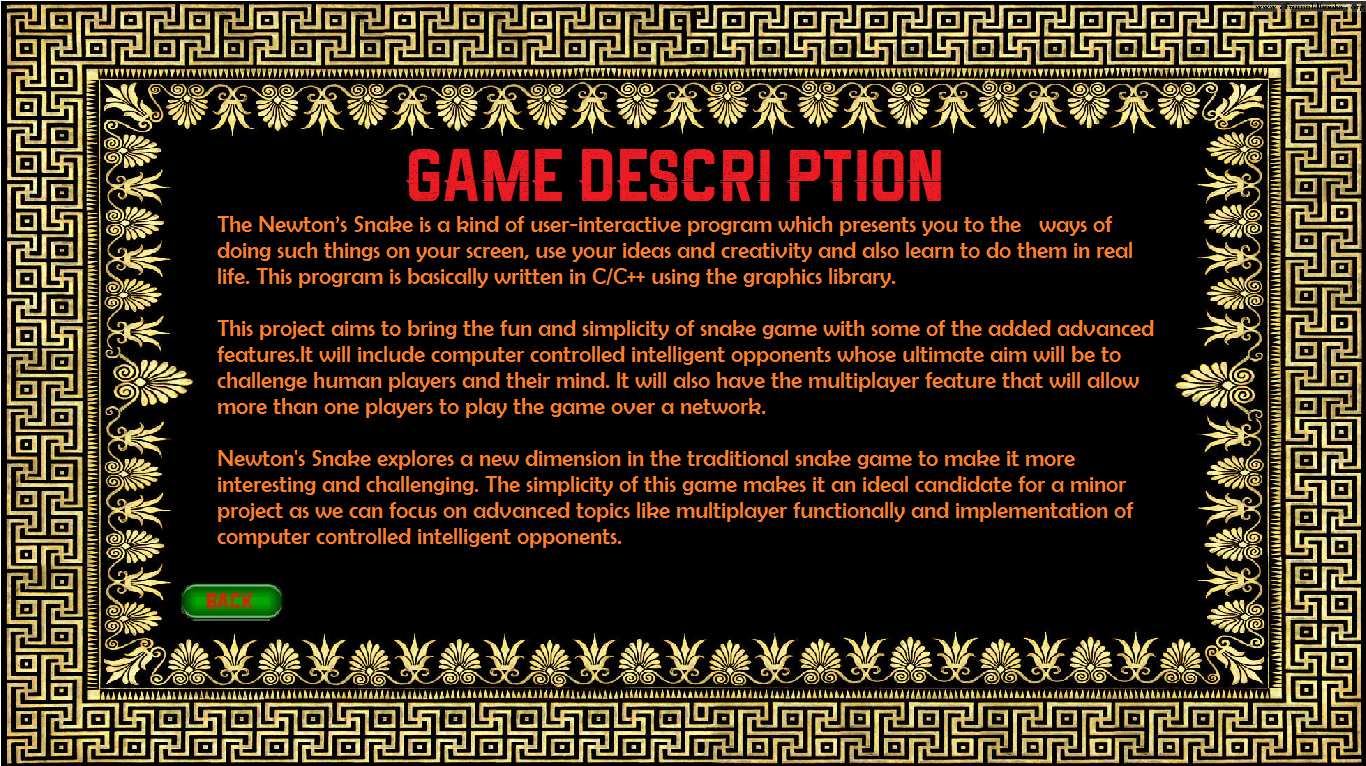 GAME DESCRI PTION
The Newton’s Snake is a kind of user-interactive program which presents you to the   ways of
doing such things on your screen, use your ideas and creativity and also learn to do them in real
life. This program is basically written in C/C++ using the graphics library.
This project aims to bring the fun and simplicity of snake game with some of the added advanced
features.It will include computer controlled intelligent opponents whose ultimate aim will be to
challenge human players and their mind. It will also have the multiplayer feature that will allow
more than one players to play the game over a network.
Newton's Snake explores a new dimension in the traditional snake game to make it more
interesting and challenging. The simplicity of this game makes it an ideal candidate for a minor
project as we can focus on advanced topics like multiplayer functionally and implementation of
computer controlled intelligent opponents.
BACK